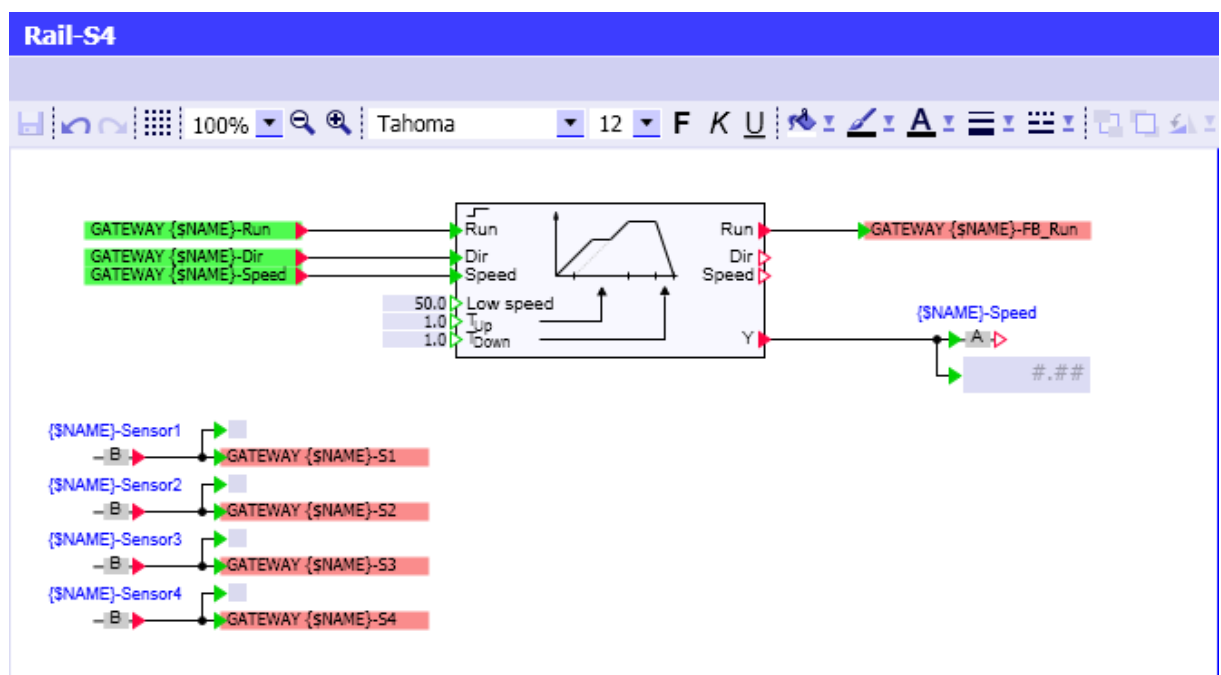 Rail-S4
100% Tahoma 12 F K U A
GATEWAY {$NAME}-Run
GATEWAY {$NAME}-Dir
GATEWAY {$NAME}-Speed
Run
Dir
Speed
50.0 Low speed
1.0 TUp
1.0 TDown
Run
Dir
Speed
Y
GATEWAY {$NAME}-FB_Run
{$NAME}-Speed
A
#.##
{$NAME}-Sensor1
B GATEWAY {$NAME}-S1
{$NAME}-Sensor2
B GATEWAY {$NAME}-S2
{$NAME}-Sensor3
B GATEWAY {$NAME}-S3
{$NAME}-Sensor4
B GATEWAY {$NAME}-S4